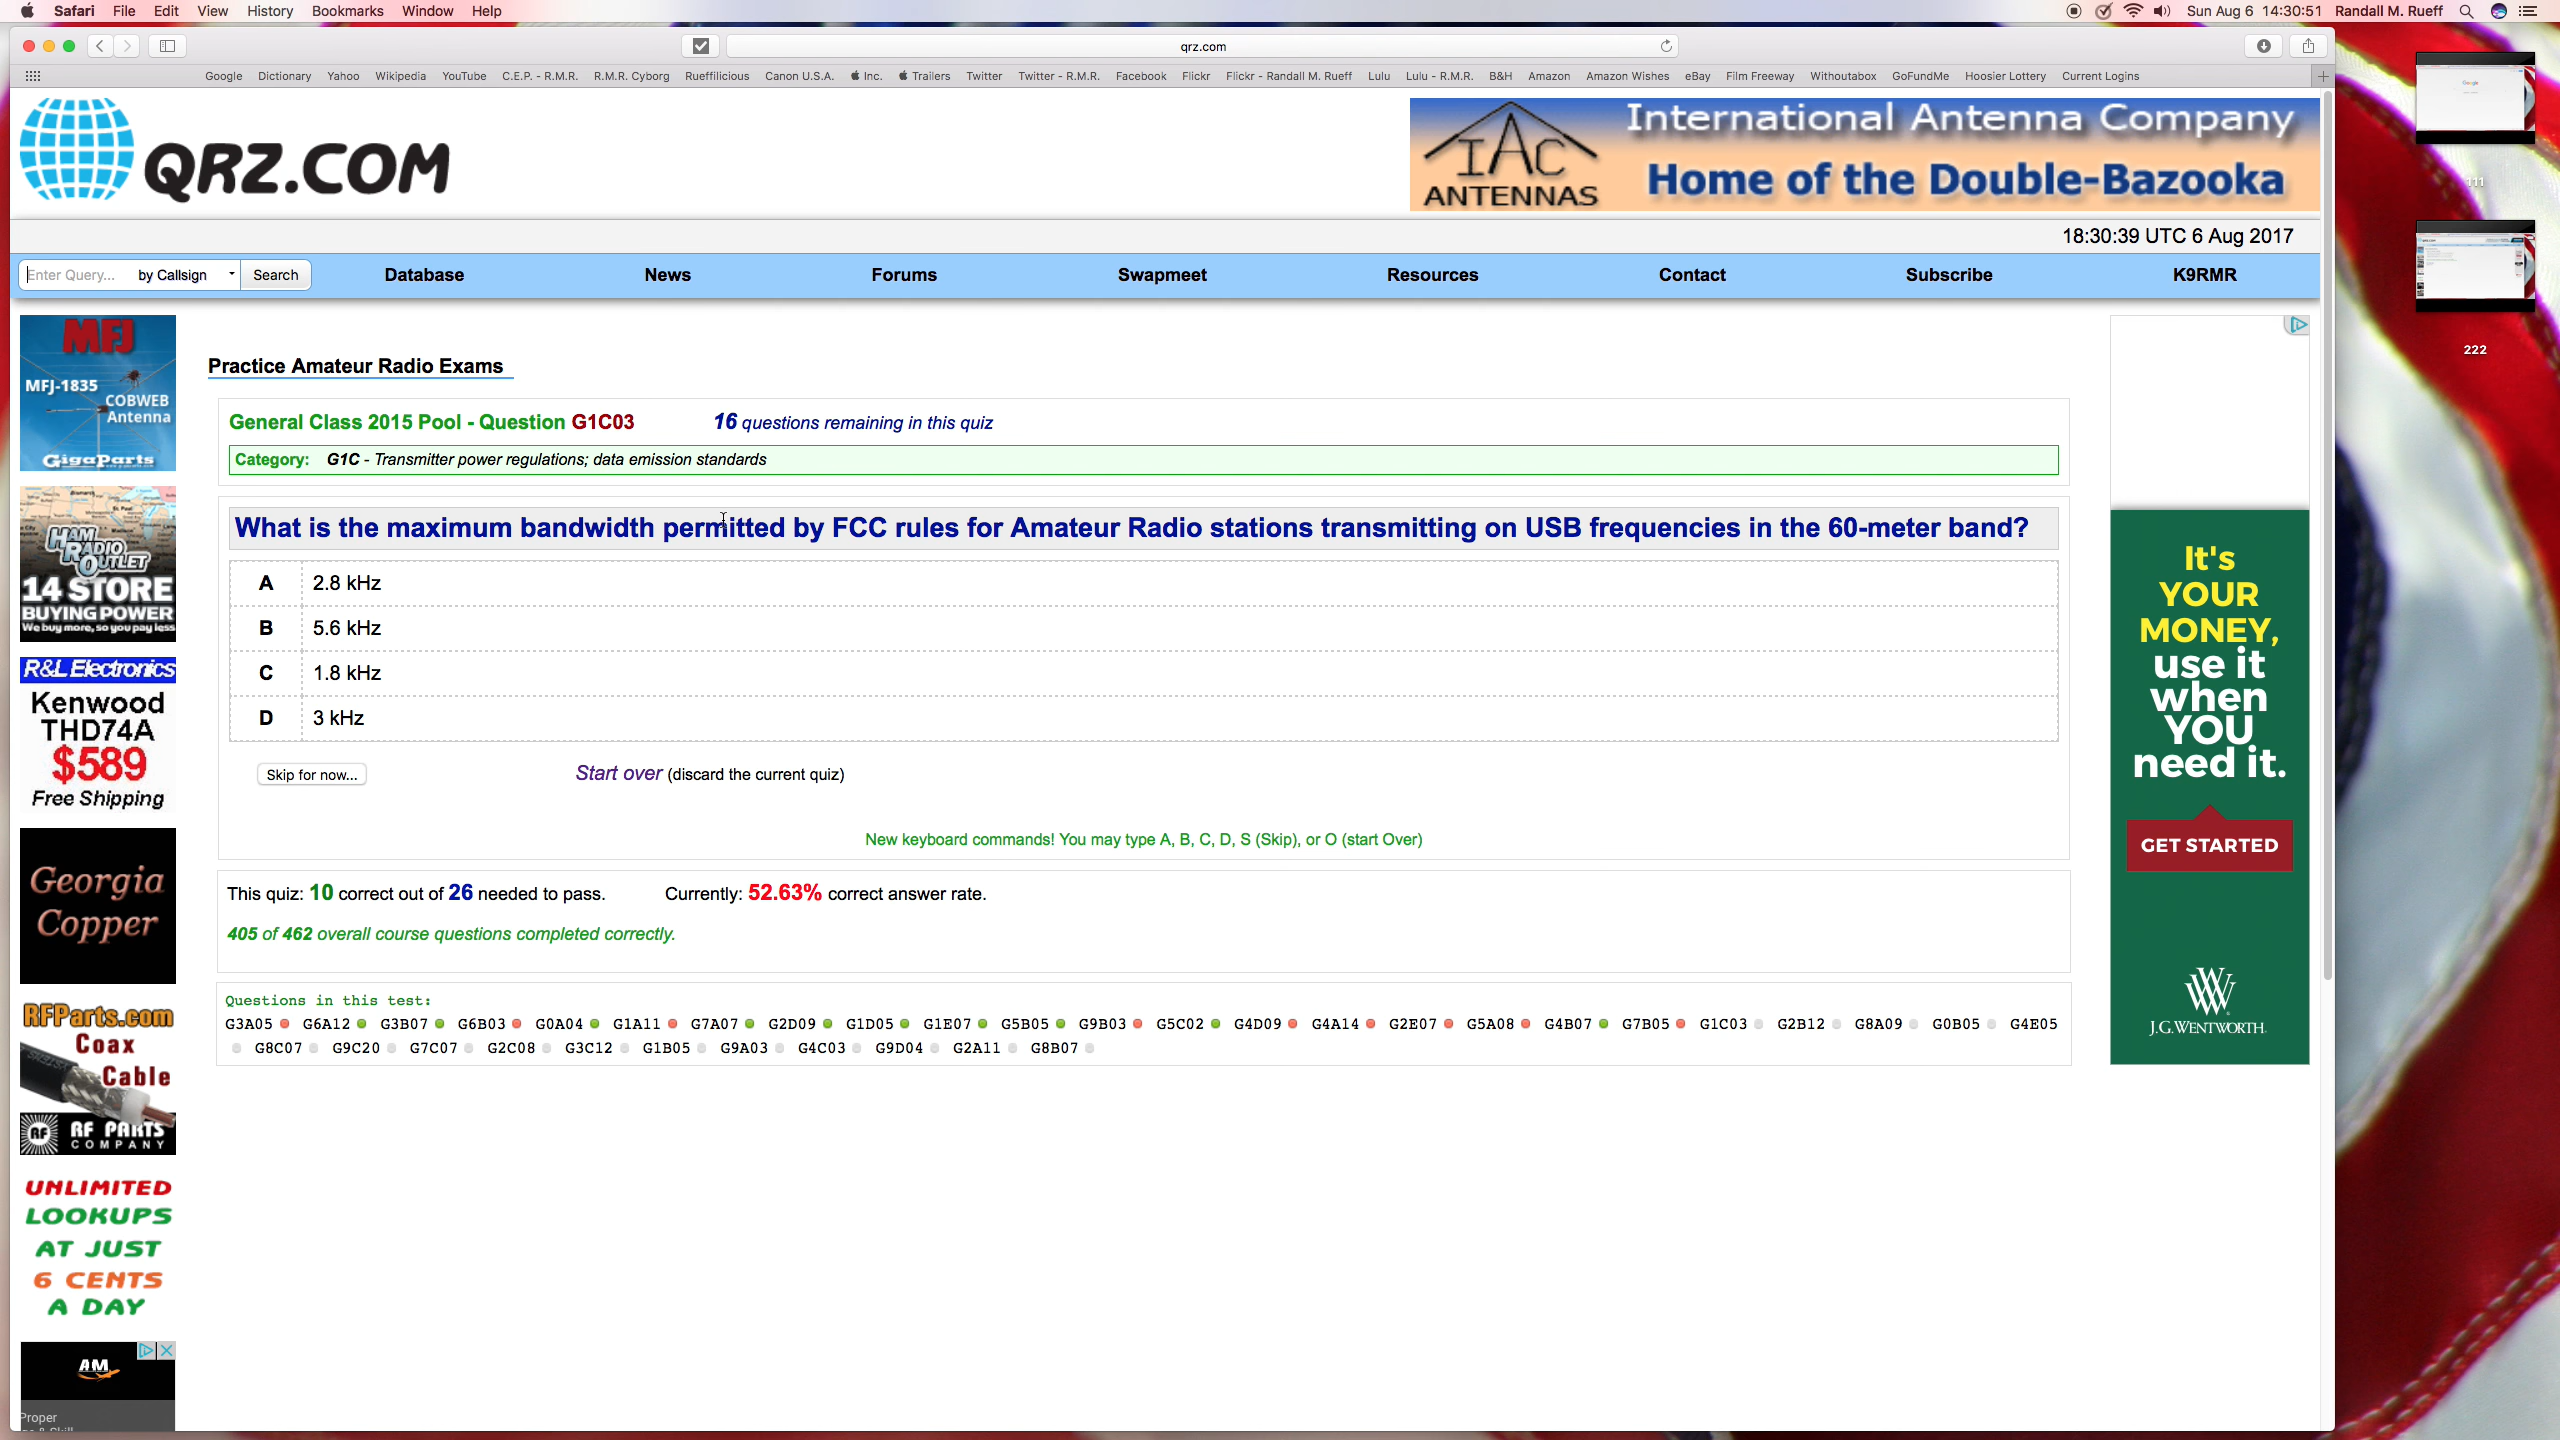 Safari File Edit View History Bookmarks Window Help Sun Aug 6 14:30:51 Randall M. Rueff
qrz.com
Google Dictionary Yahoo Wikipedia YouTube C.E.P. - R.M.R. R.M.R. Cyborg Rueffilicious Canon U.S.A. Inc. Trailers Twitter Twitter - R.M.R. Facebook Flickr Flickr - Randall M. Rueff Lulu Lulu - R.M.R. B&H Amazon Amazon Wishes eBay Film Freeway Withoutabox GoFundMe Hoosier Lottery Current Logins
QRZ.COM
IAC
ANTENNAS
International Antenna Company
Home of the Double-Bazooka
111
222
18:30:39 UTC 6 Aug 2017
Enter Query... by Callsign Search Database News Forums Swapmeet Resources Contact Subscribe K9RMR
MFJ
MFJ-1835
COBWEB
Antenna
GigaParts
HAM
RADIO
OUTLET
14 STORE
BUYING POWER
We buy more, so you pay less
R&L Electronics
Kenwood
THD74A
$589
Free Shipping
Georgia
Copper
RFParts.com
Coax
Cable
RF RF PARTS
COMPANY
UNLIMITED
LOOKUPS
AT JUST
6 CENTS
A DAY
AM
Proper
Practice Amateur Radio Exams
General Class 2015 Pool - Question G1C03 16 questions remaining in this quiz
Category: G1C - Transmitter power regulations; data emission standards
What is the maximum bandwidth permitted by FCC rules for Amateur Radio stations transmitting on USB frequencies in the 60-meter band?
A 2.8 kHz
B 5.6 kHz
C 1.8 kHz
D 3 kHz
Skip for now... Start over (discard the current quiz)
New keyboard commands! You may type A, B, C, D, S (Skip), or O (start Over)
This quiz: 10 correct out of 26 needed to pass. Currently: 52.63% correct answer rate.
405 of 462 overall course questions completed correctly.
Questions in this test:
G3A05 G6A12 G3B07 G6B03 G0A04 G1A11 G7A07 G2D09 G1D05 G1E07 G5B05 G9B03 G5C02 G4D09 G4A14 G2E07 G5A08 G4B07 G7B05 G1C03 G2B12 G8A09 G0B05 G4E05
G8C07 G9C20 G7C07 G2C08 G3C12 G1B05 G9A03 G4C03 G9D04 G2A11 G8B07
It's
YOUR
MONEY,
use it
when
YOU
need it.
GET STARTED
J.G.WENTWORTH